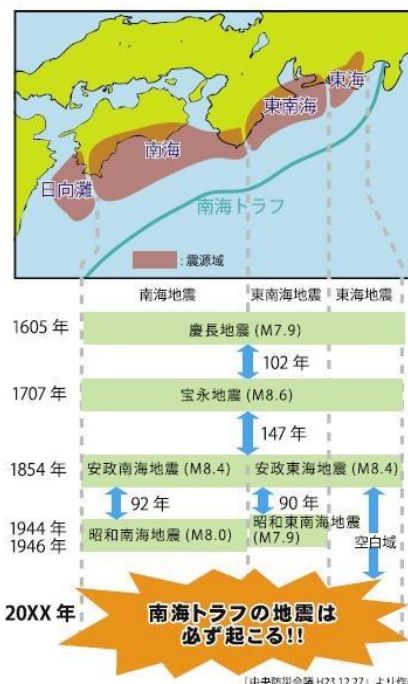 東海
東南海
南海
日向灘
南海トラフ
:震源域
南海地震 東南海地震 東海地震
1605 年
慶長地震 (M7.9)
102 年
1707 年
宝永地震 (M8.6)
147 年
1854 年
安政南海地震 (M8.4)
安政東海地震 (M8.4)
92 年
90 年
1944 年
1946 年
昭和南海地震 (M8.0)
昭和東南海地震
(M7.9)
空白域
20XX 年
南海トラフの地震は
必ず起こる!!
「中央防災会議 H23.12.27」より作